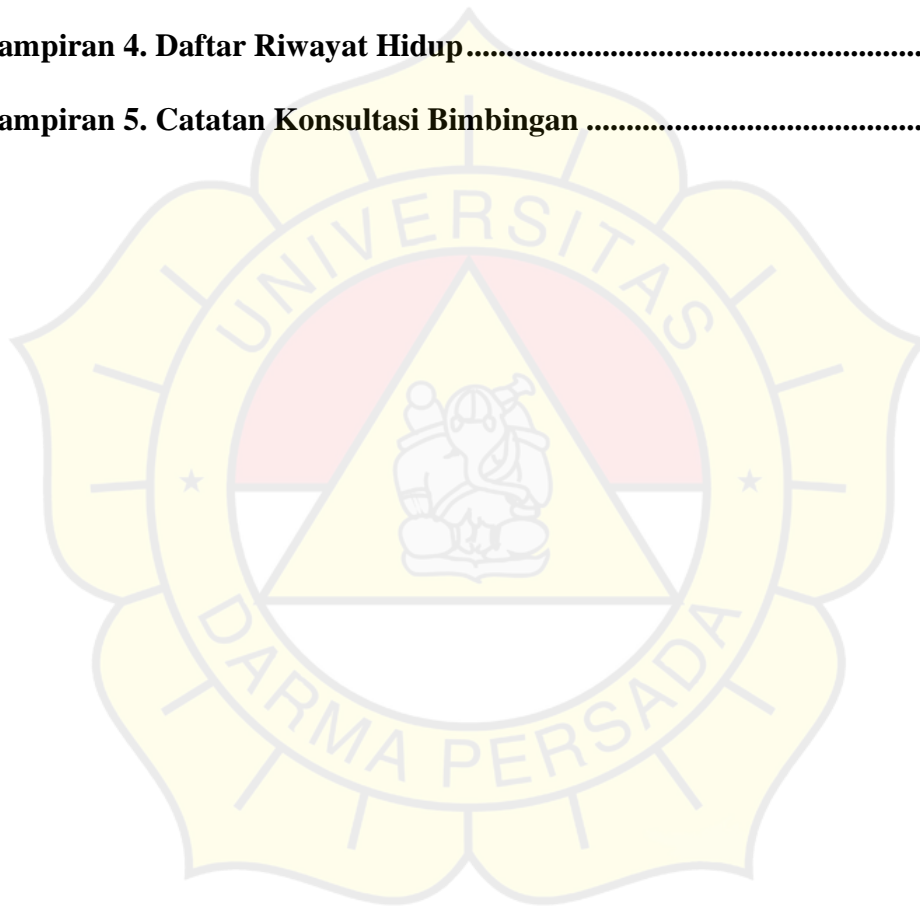 ampiran 4. Daftar Riwayat Hidup.............................................................
ampiran 5. Catatan Konsultasi Bimbingan ..............................................
UNIVERSITAS
DARMA PERSADA